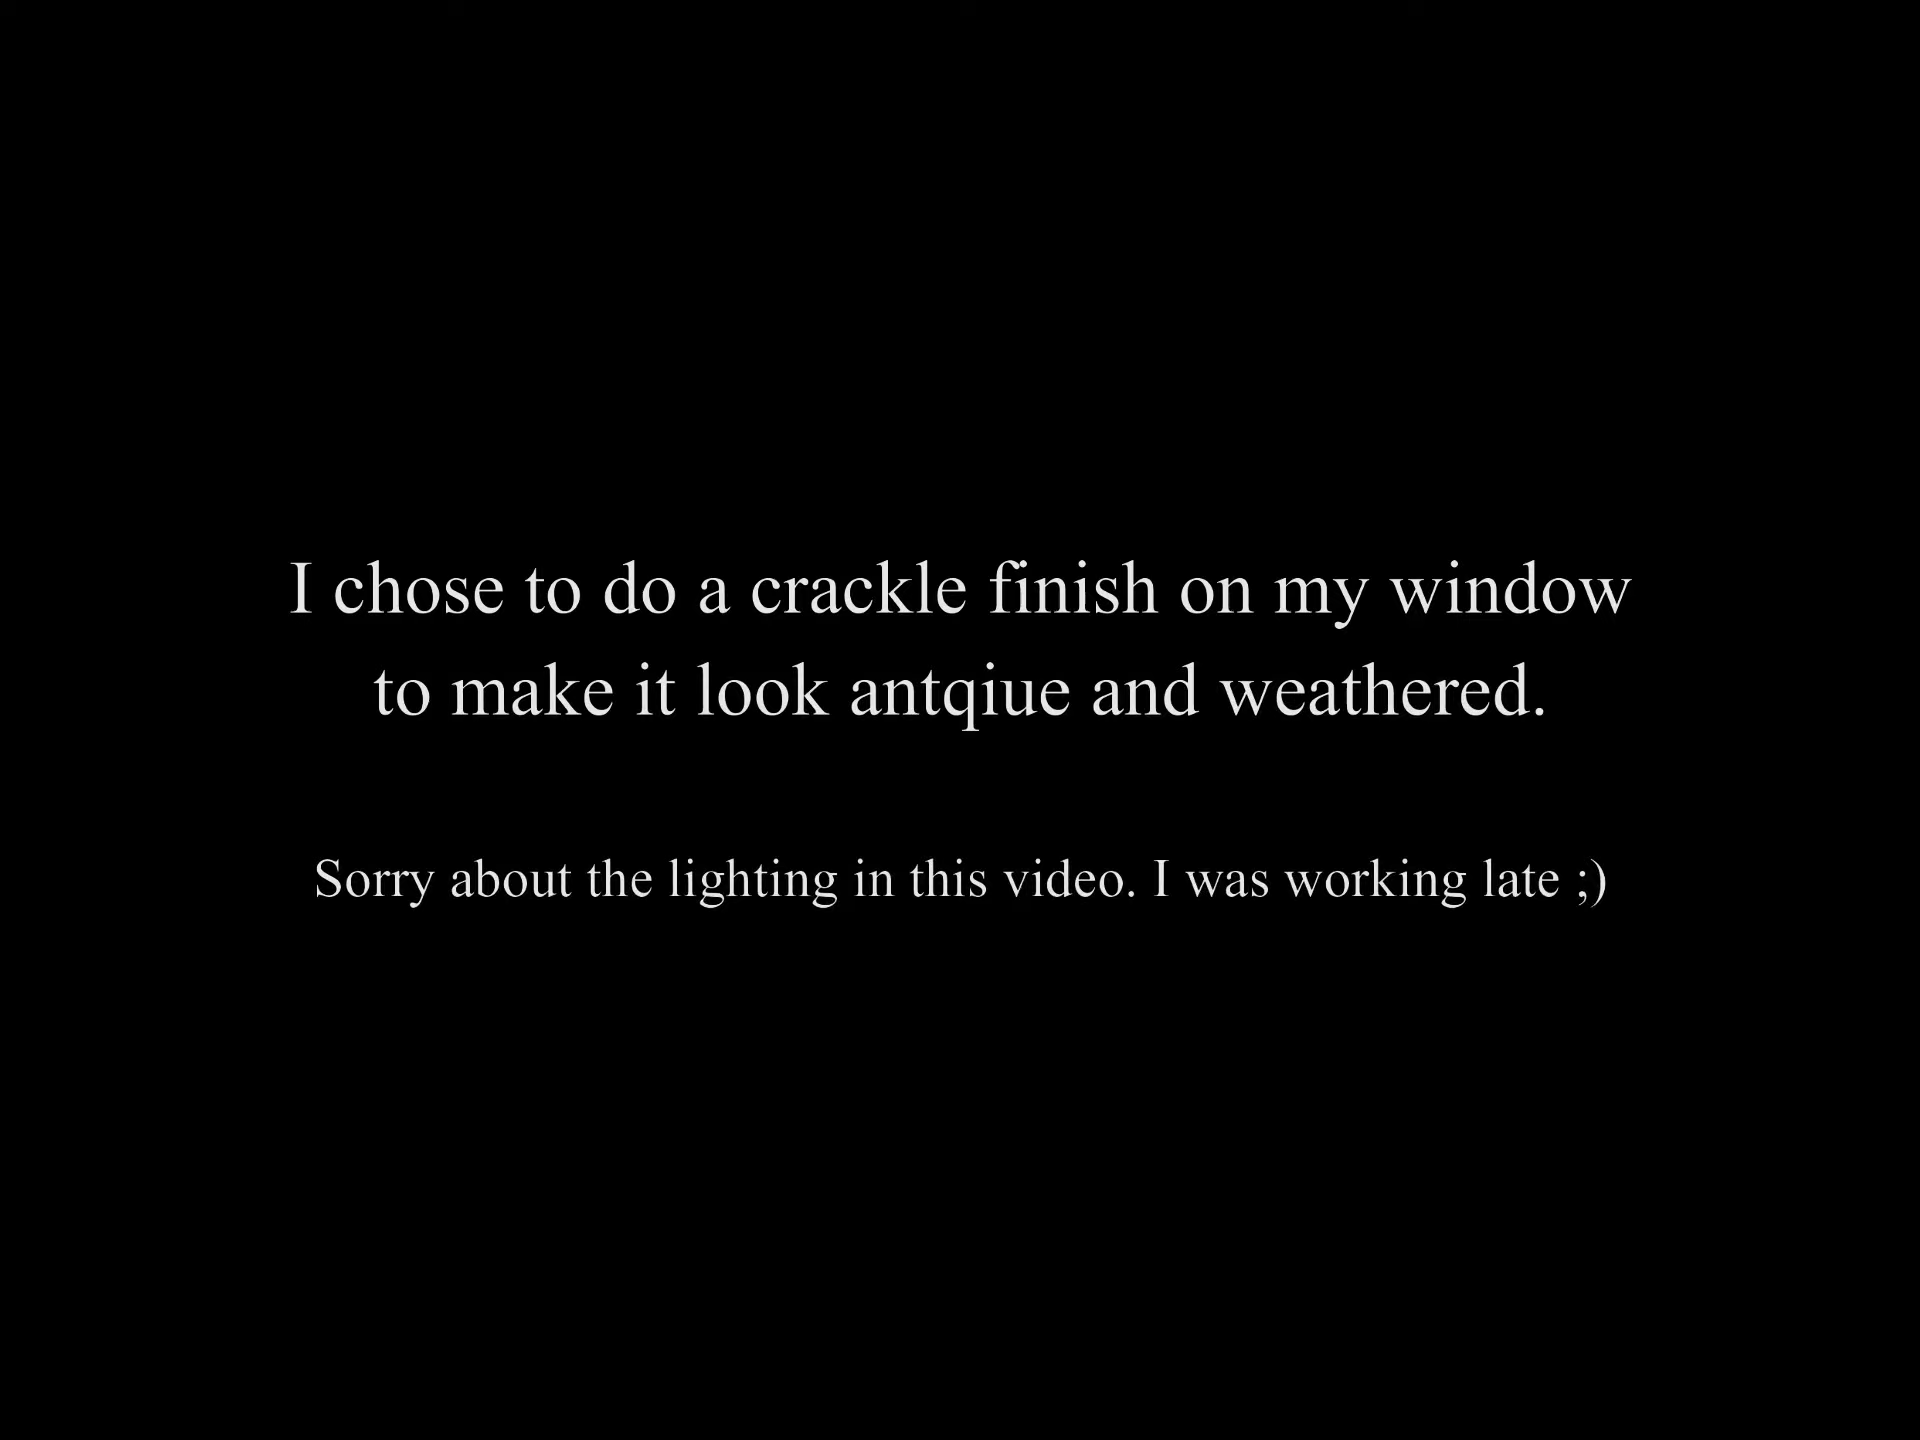 I chose to do a crackle finish on my window
to make it look antqiue and weathered.
Sorry about the lighting in this video. I was working late ;)